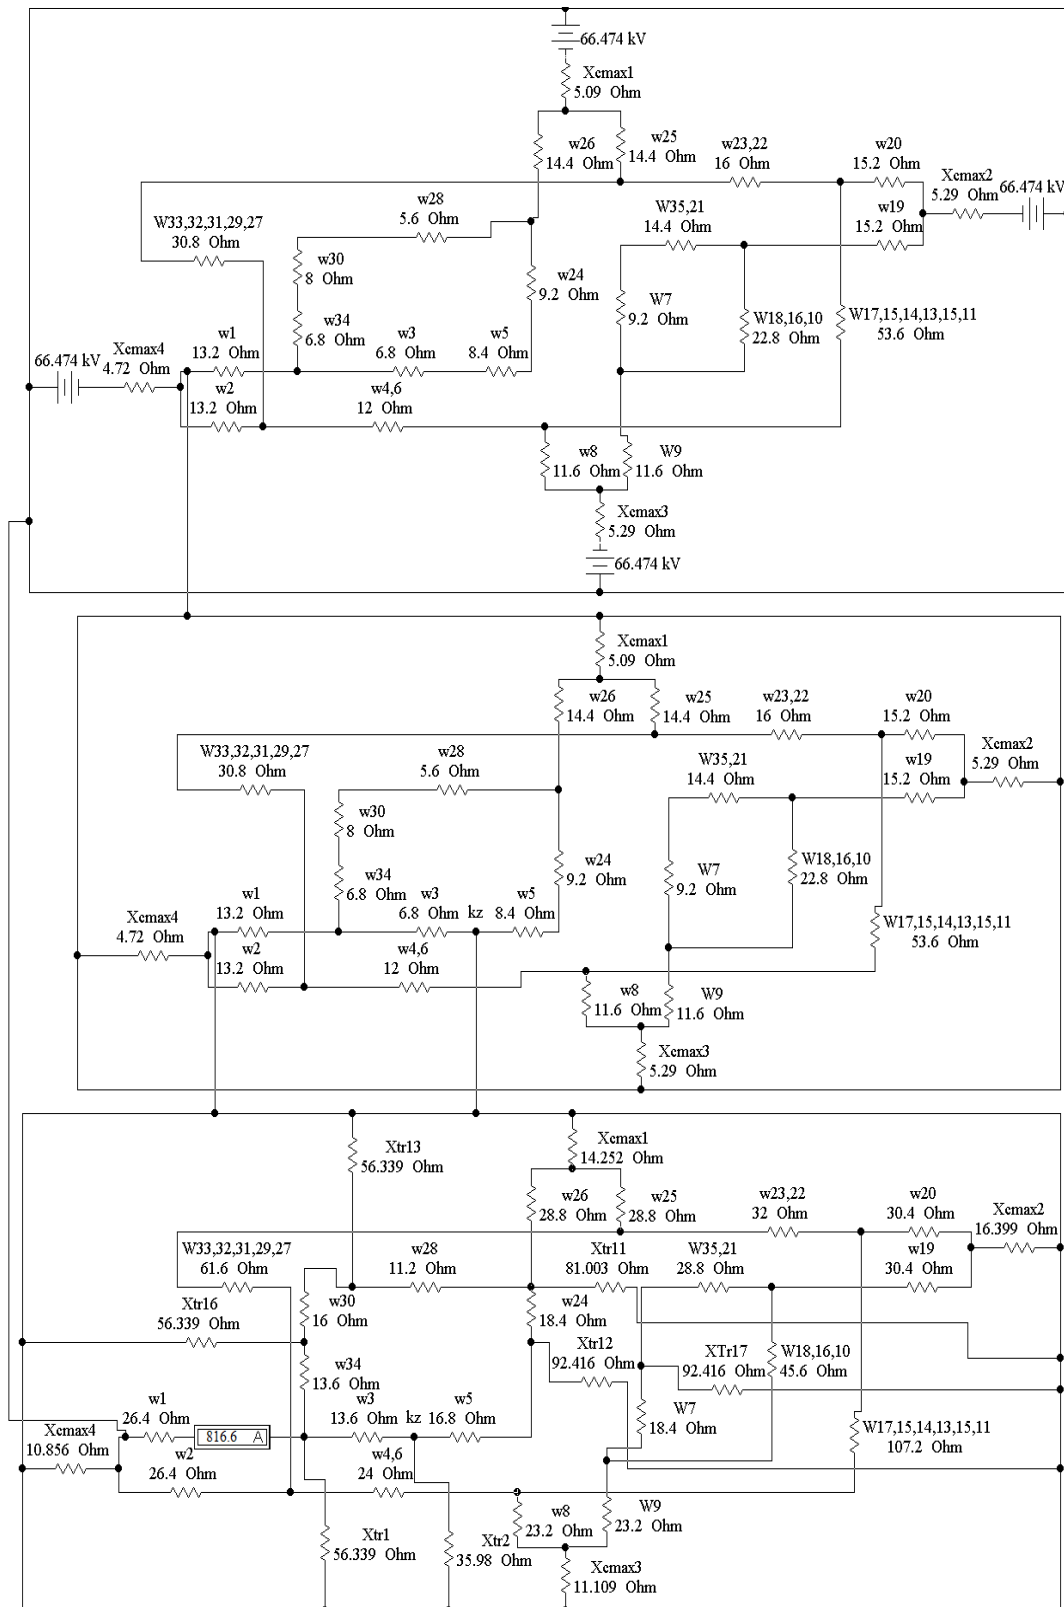 66.474 kV
Xcmax1
5.09 Ohm
w26
14.4 Ohm
w25
14.4 Ohm
w23,22
16 Ohm
w20
15.2 Ohm
Xcmax2
5.29 Ohm
66.474 kV
w28
5.6 Ohm
W33,32,31,29,27
30.8 Ohm
W35,21
14.4 Ohm
w19
15.2 Ohm
w30
8 Ohm
w24
9.2 Ohm
W7
9.2 Ohm
W18,16,10
22.8 Ohm
W17,15,14,13,15,11
53.6 Ohm
w34
6.8 Ohm
w1
13.2 Ohm
w3
6.8 Ohm
w5
8.4 Ohm
66.474 kV
Xcmax4
4.72 Ohm
w2
13.2 Ohm
w4,6
12 Ohm
w8
11.6 Ohm
W9
11.6 Ohm
Xcmax3
5.29 Ohm
66.474 kV
Xcmax1
5.09 Ohm
w26
14.4 Ohm
w25
14.4 Ohm
w23,22
16 Ohm
w20
15.2 Ohm
Xcmax2
5.29 Ohm
W33,32,31,29,27
30.8 Ohm
w28
5.6 Ohm
W35,21
14.4 Ohm
w19
15.2 Ohm
w30
8 Ohm
w24
9.2 Ohm
W7
9.2 Ohm
W18,16,10
22.8 Ohm
w34
6.8 Ohm
w1
13.2 Ohm
w3
6.8 Ohm
kz
w5
8.4 Ohm
W17,15,14,13,15,11
53.6 Ohm
Xcmax4
4.72 Ohm
w2
13.2 Ohm
w4,6
12 Ohm
w8
11.6 Ohm
W9
11.6 Ohm
Xcmax3
5.29 Ohm
Xtr13
56.339 Ohm
Xcmax1
14.252 Ohm
w26
28.8 Ohm
w25
28.8 Ohm
w23,22
32 Ohm
w20
30.4 Ohm
Xcmax2
16.399 Ohm
W33,32,31,29,27
61.6 Ohm
w28
11.2 Ohm
Xtr11
81.003 Ohm
W35,21
28.8 Ohm
w19
30.4 Ohm
w30
16 Ohm
w24
18.4 Ohm
Xtr16
56.339 Ohm
Xtr12
92.416 Ohm
XTr17
92.416 Ohm
W18,16,10
45.6 Ohm
w34
13.6 Ohm
w1
26.4 Ohm
816.6 A
w3
13.6 Ohm
kz
w5
16.8 Ohm
W7
18.4 Ohm
W17,15,14,13,15,11
107.2 Ohm
Xcmax4
10.856 Ohm
w2
26.4 Ohm
w4,6
24 Ohm
w8
23.2 Ohm
W9
23.2 Ohm
Xtr1
56.339 Ohm
Xtr2
35.98 Ohm
Xcmax3
11.109 Ohm